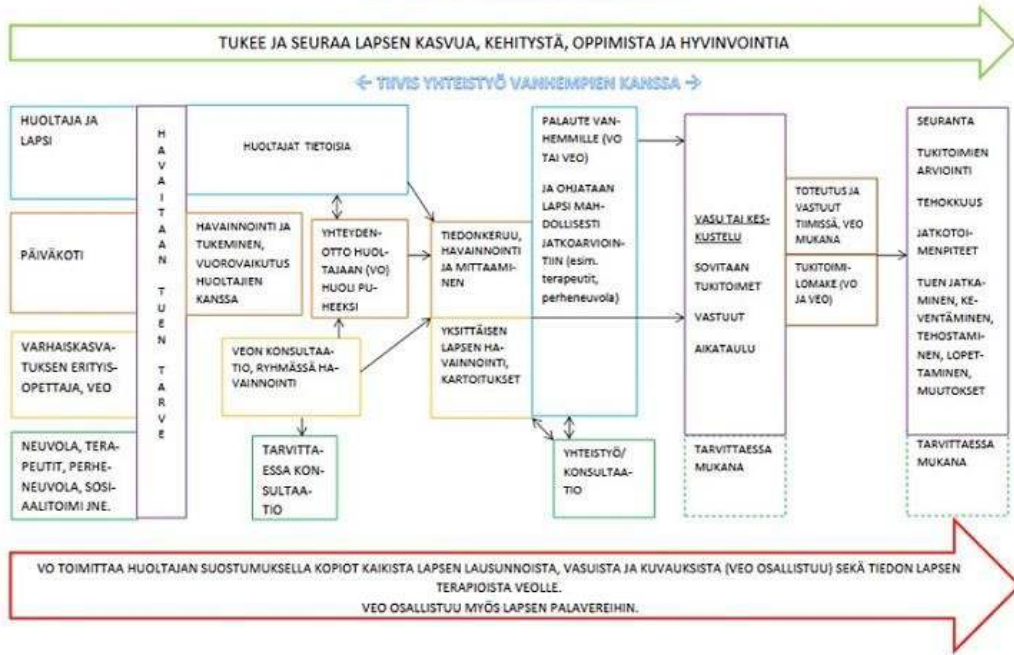 TUKEE JA SEURAA LAPSEN KASVUA, KEHITYSTÄ, OPPIMISTA JA HYVINVOINTIA
← TIIVIS YHTEISTYÖ VANHEMPIEN KANSSA →
HUOLTAJA JA
LAPSI
PÄIVÄKOTI
VARHAISKASVA-
TUKSEN ERITYIS-
OPETTAJA, VEO
NEUVOLA, TERA-
PEUTIT, PERHE-
NEUVOLA, SOSI-
AALITOIMI JNE.
HAVAITAAN TUEN TARVE
HUOLTAJAT TIETOISIA
HAVAINNOINTI JA
TUKEMINEN,
VUOROVAIKUTUS
HUOLTAJIEN
KANSSA
YHTEYDEN-
OTTO HUOL-
TAJAAN (VO)
HUOLI PU-
HEEKSI
VEON KONSULTAA-
TIO, RYHMÄSSÄ HA-
VAINNOINTI
TARVITTA-
ESSA KON-
SULTAA-
TIO
TIEDONKERUU,
HAVAINNOINTI
JA MITTAAMI-
NEN
YKSITTÄISEN
LAPSEN HA-
VAINNOINTI,
KARTOITUKSET
PALAUTE VAN-
HEMMILLE (VO
TAI VEO)
JA OHJATAAN
LAPSI MAH-
DOLLISESTI
JATKOARVIOIN-
TIIN (esim.
terapeutit,
perheneuvola)
YHTEISTYÖ/
KONSULTAA-
TIO
VASU TAI KES-
KUSTELU
SOVITAAN
TUKITOIMET
VASTUUT
AIKATAULU
TARVITTAESSA
MUKANA
TOTEUTUS JA
VASTUUT
TIIMISSÄ, VEO
MUKANA
TUKITOIMI-
LOMAKE (VO
JA VEO)
SEURANTA
TUKITOIMIEN
ARVIOINTI
TEHOKKUUS
JATKOTOI-
MENPITEET
TUEN JATKA-
MINEN, KE-
VENTÄMINEN,
TEHOSTAMI-
NEN, LOPET-
TAMINEN,
MUUTOKSET
TARVITTAESSA
MUKANA
VO TOIMITTAA HUOLTAJAN SUOSTUMUKSELLA KOPIOT KAIKISTA LAPSEN LAUSUNNOISTA, VASUISTA JA KUVAUKSISTA (VEO OSALLISTUU) SEKÄ TIEDON LAPSEN
TERAPIOISTA VEOLLE.
VEO OSALLISTUU MYÖS LAPSEN PALAVEREIHIN.